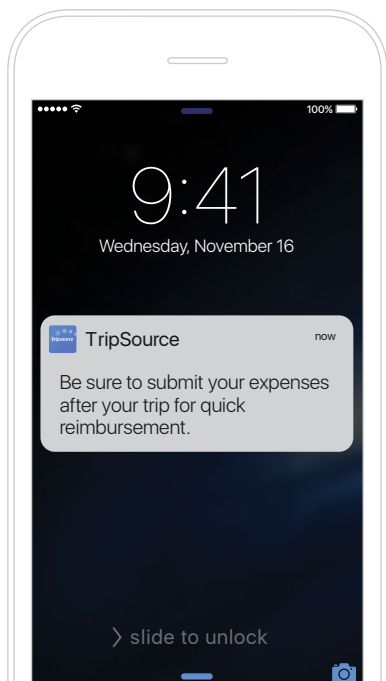 100%
9:41
Wednesday, November 16
tripsource
TripSource
now
Be sure to submit your expenses
after your trip for quick
reimbursement.
> slide to unlock